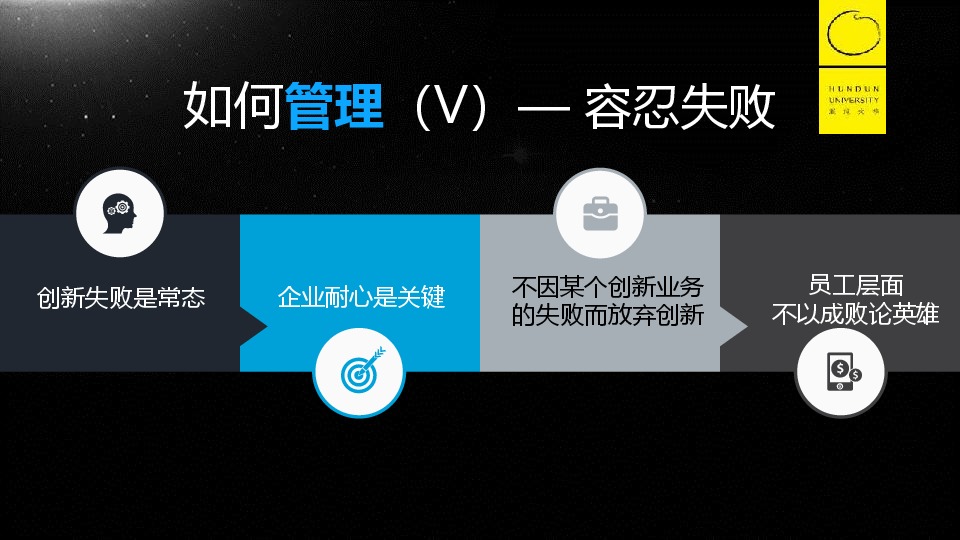 如何管理（V）— 容忍失败
HUNDUN
UNIVERSITY
混沌大学
创新失败是常态
企业耐心是关键
不因某个创新业务
的失败而放弃创新
员工层面
不以成败论英雄